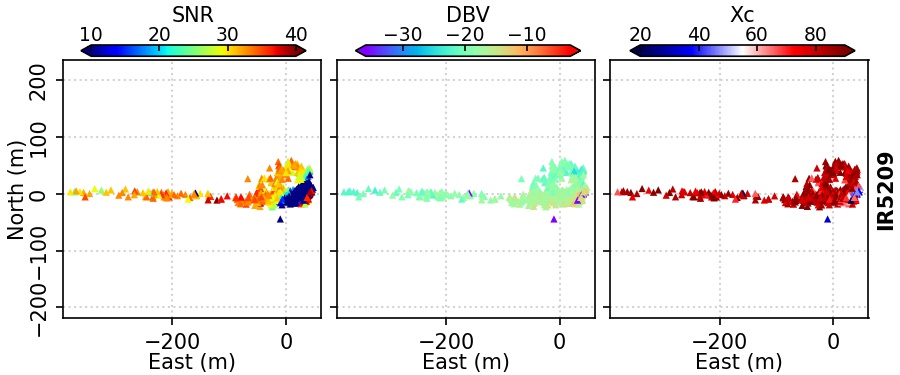 SNR
DBV
Xc
10 20 30 40
−30 −20 −10
20 40 60 80
North (m)
200
100
0
−100
−200
−200 0
−200 0
−200 0
East (m)
East (m)
East (m)
IR5209